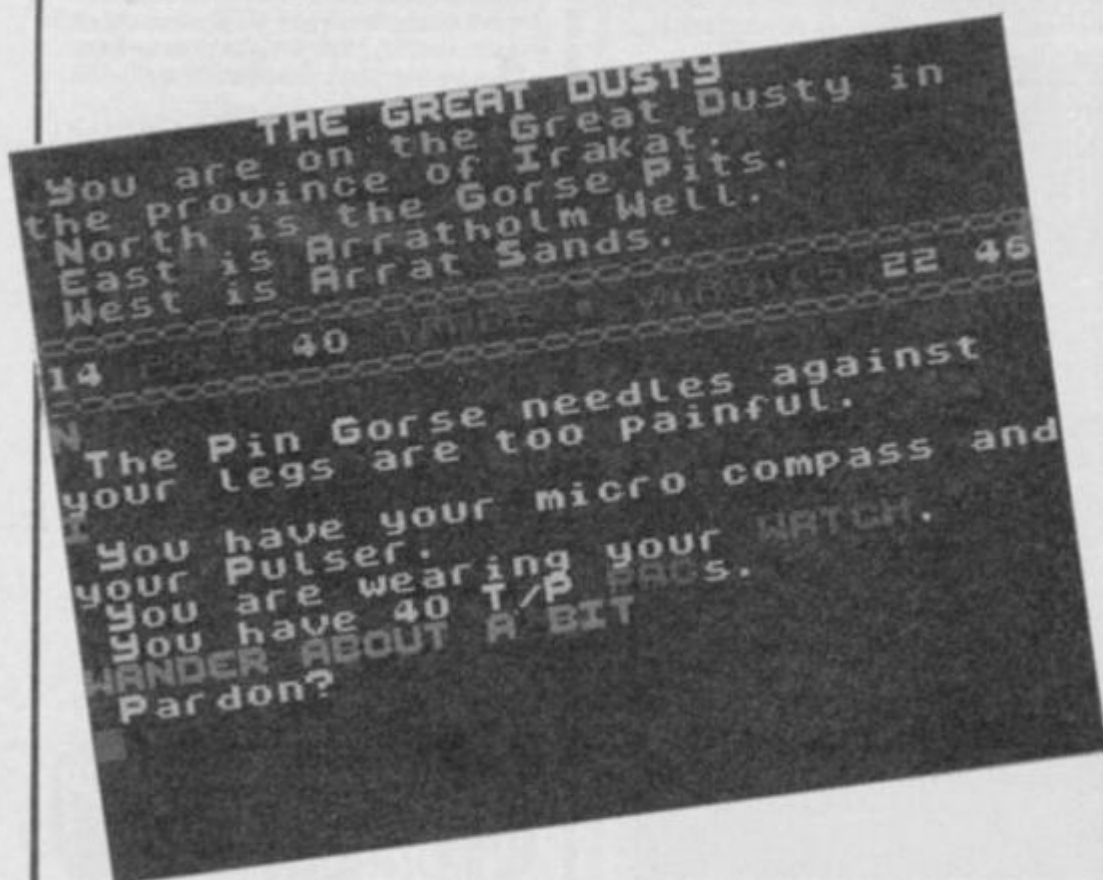 THE GREAT DUSTY
You are on the Great Dusty in
the province of Irakat.
North is the Gorse Pits.
East is Arratholm Well.
West is Arrat Sands.
14 40 22 46
N
The Pin Gorse needles against
your legs are too painful.
I
You have your micro compass and
your Pulser.
You are wearing your WATCH.
You have 40 T/P PACs.
WANDER ABOUT A BIT
Pardon?